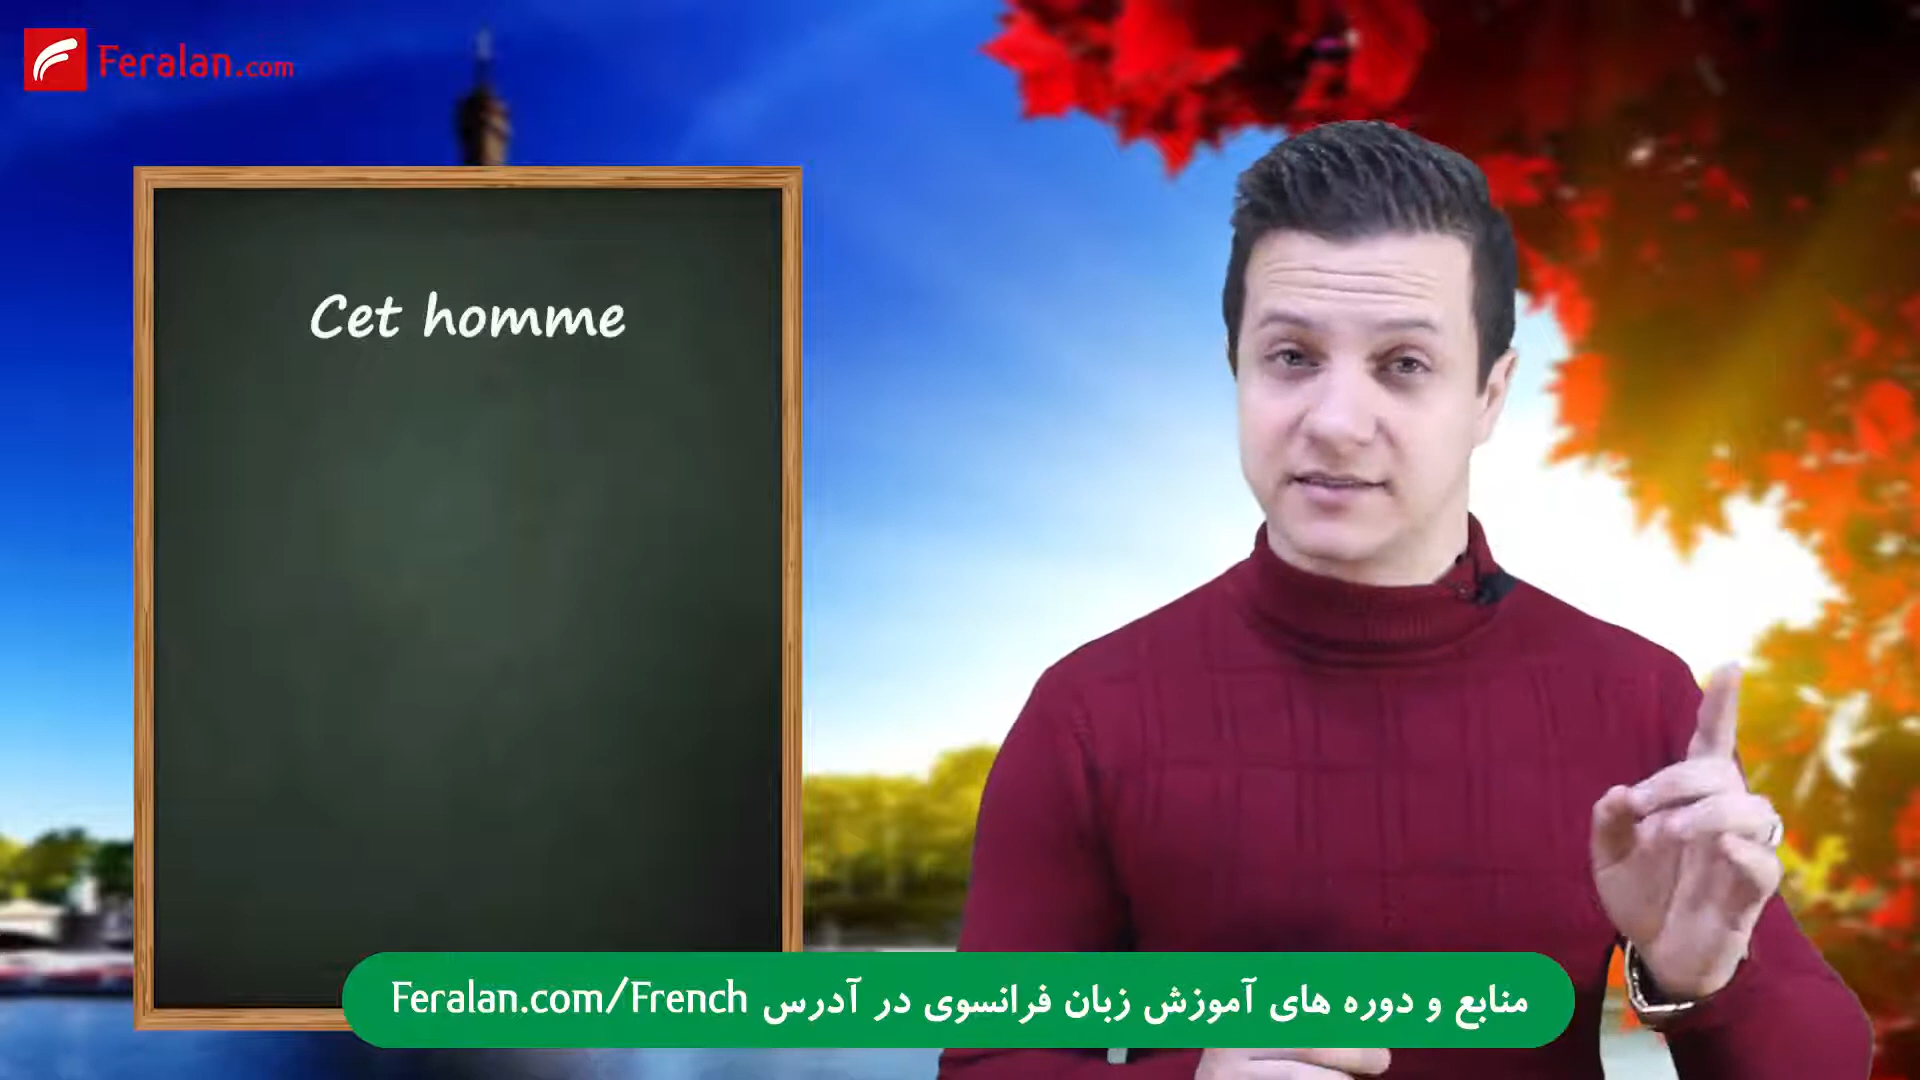 Feralan.com
Cet homme
منابع و دوره های آموزش زبان فرانسوی در آدرس Feralan.com/French